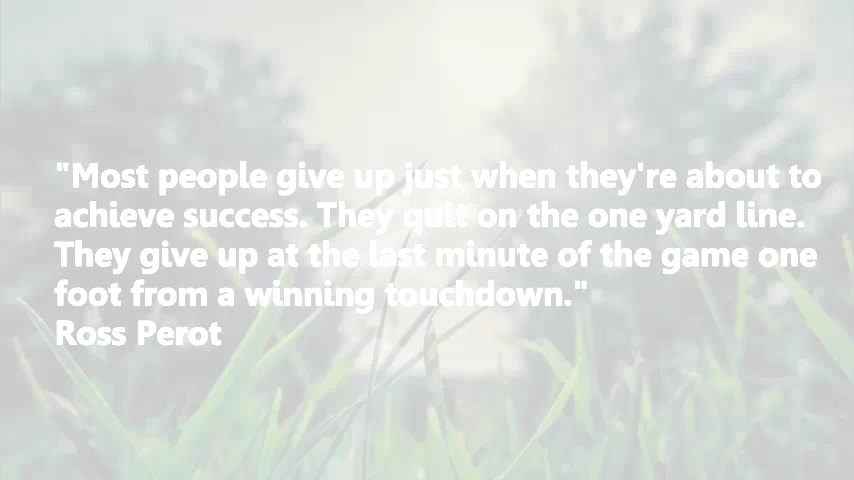 "Most people give up just when they're about to
achieve success. They quit on the one yard line.
They give up at the last minute of the game one
foot from a winning touchdown."
Ross Perot